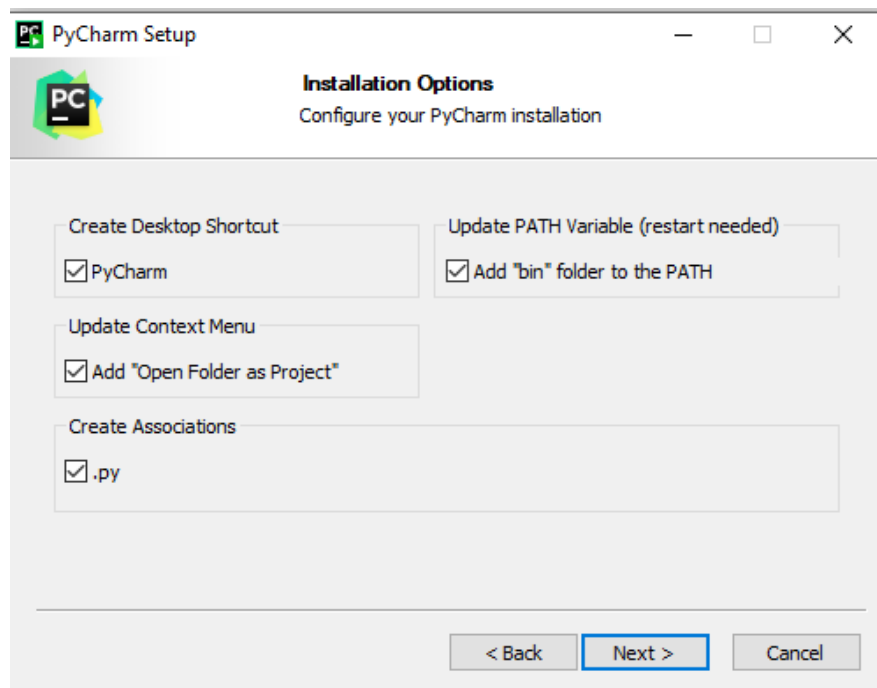 PyCharm Setup
Installation Options
Configure your PyCharm installation
Create Desktop Shortcut
PyCharm
Update PATH Variable (restart needed)
Add "bin" folder to the PATH
Update Context Menu
Add "Open Folder as Project"
Create Associations
.py
< Back
Next >
Cancel
PC